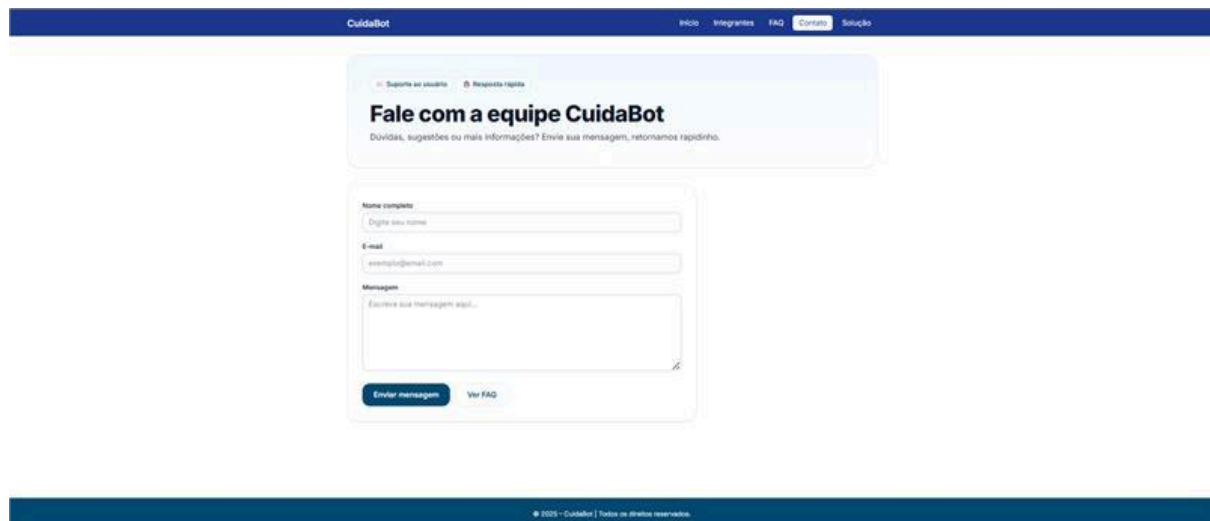 CuidaBot
Início Integrantes FAQ Contato Solução
Suporte ao usuário Resposta rápida
Fale com a equipe CuidaBot
Dúvidas, sugestões ou mais informações? Envie sua mensagem, retornamos rapidinho.
Nome completo
Digite seu nome
E-mail
exemplo@email.com
Mensagem
Escreva sua mensagem aqui...
Enviar mensagem Ver FAQ
© 2025 - CuidaBot | Todos os direitos reservados.